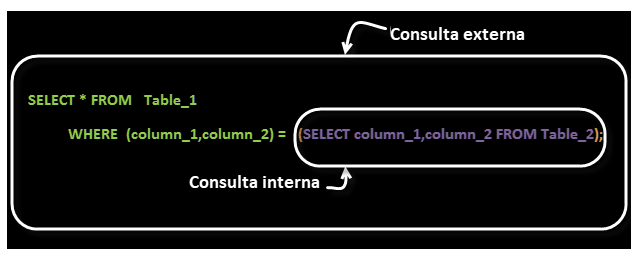 Consulta externa
SELECT * FROM Table_1
WHERE (column_1,column_2) = (SELECT column_1,column_2 FROM Table_2);
Consulta interna